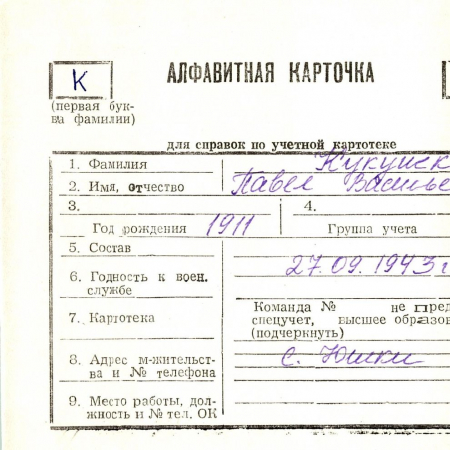 К
АЛФАВИТНАЯ КАРТОЧКА
(первая бук-
ва фамилии)
для справок по учетной картотеке
1. Фамилия Кукушк
2. Имя, отчество Павел Василье
3. 4.
Год рождения 1911 Группа учета
5. Состав
27.09.1943 г
6. Годность к воен.
службе
Команда № не пред
спецучет, высшее образов
(подчеркнуть)
7. Картотека
8. Адрес м-жительст-
ва и № телефона
с. Юшки
9. Место работы, дол-
жность и № тел. ОК